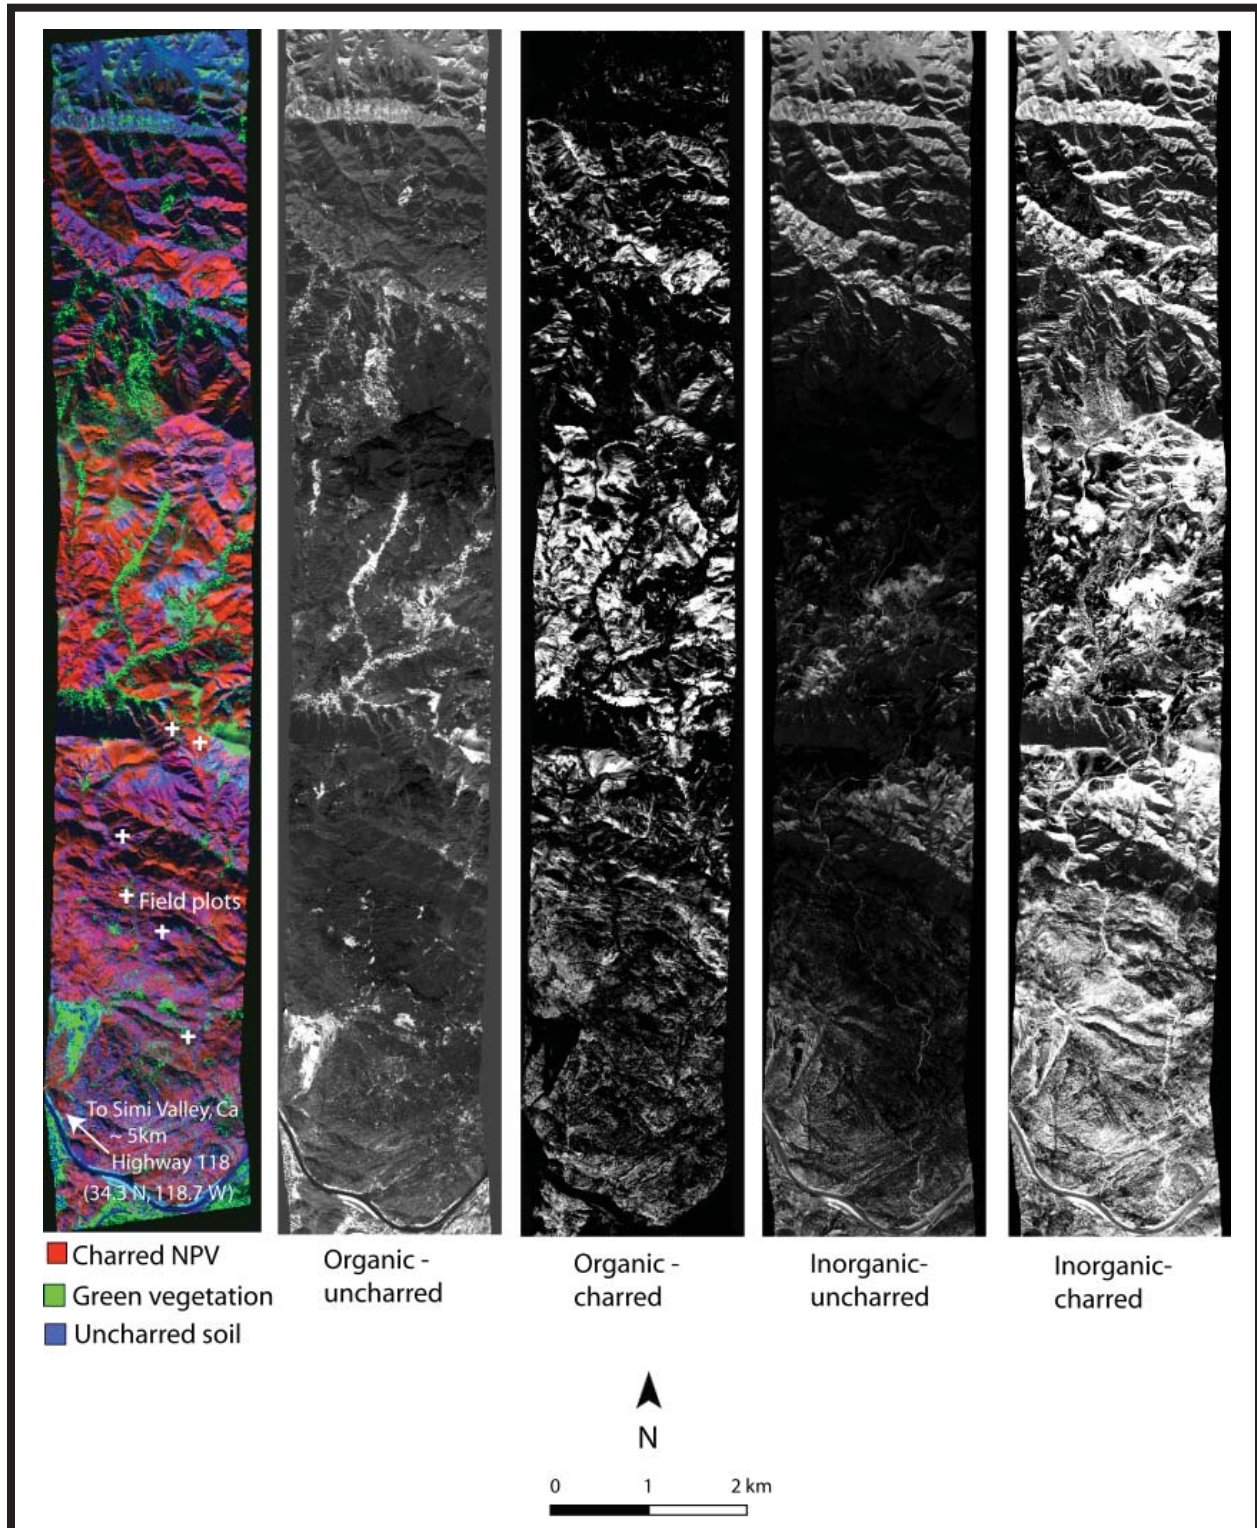 Field plots
To Simi Valley, Ca
~ 5km
Highway 118
(34.3 N, 118.7 W)
Charred NPV
Green vegetation
Uncharred soil
Organic -
uncharred
Organic -
charred
Inorganic-
uncharred
Inorganic-
charred
N
0 1 2 km